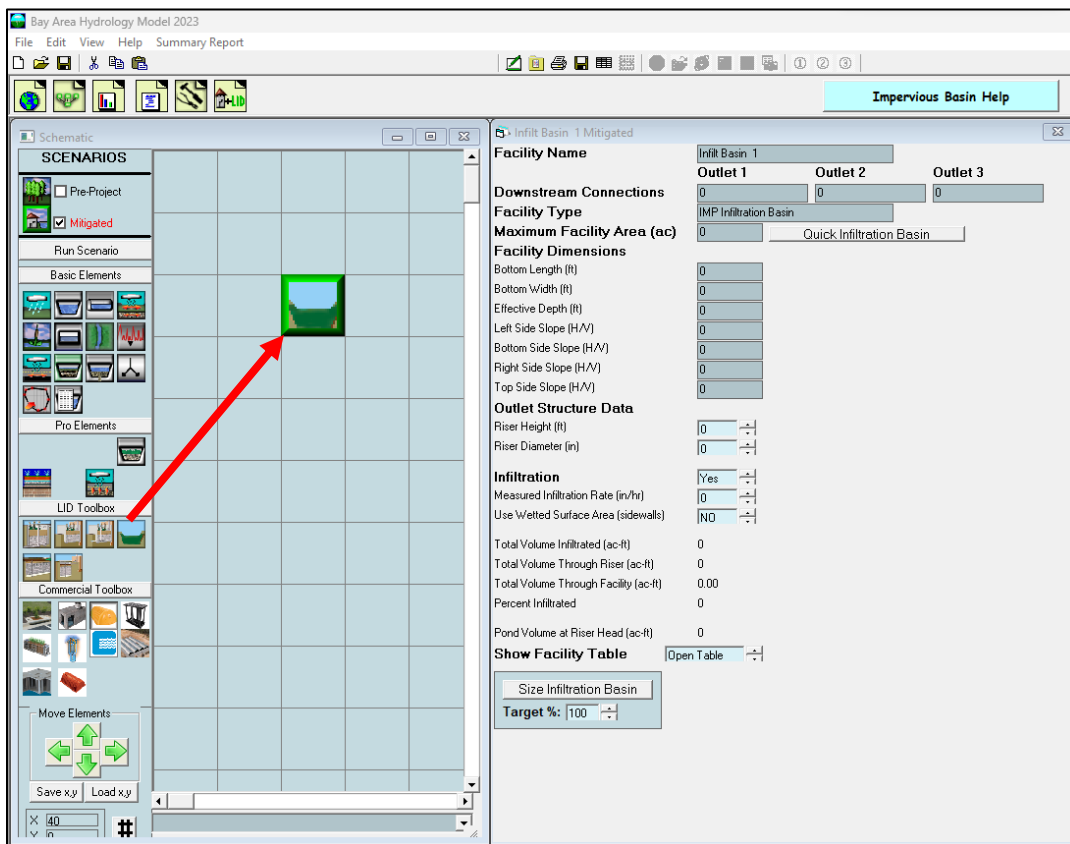 Bay Area Hydrology Model 2023
File Edit View Help Summary Report
① ② ③
+LID
Impervious Basin Help
Schematic
SCENARIOS
Pre-Project
Mitigated
Run Scenario
Basic Elements
Pro Elements
LID Toolbox
Commercial Toolbox
Move Elements
Save x,y Load x,y
X 40
Y 0
#
Infilt Basin 1 Mitigated
Facility Name Infilt Basin 1
Outlet 1 Outlet 2 Outlet 3
Downstream Connections 0 0 0
Facility Type IMP Infiltration Basin
Maximum Facility Area (ac) 0 Quick Infiltration Basin
Facility Dimensions
Bottom Length (ft) 0
Bottom Width (ft) 0
Effective Depth (ft) 0
Left Side Slope (H/V) 0
Bottom Side Slope (H/V) 0
Right Side Slope (H/V) 0
Top Side Slope (H/V) 0
Outlet Structure Data
Riser Height (ft) 0
Riser Diameter (in) 0
Infiltration Yes
Measured Infiltration Rate (in/hr) 0
Use Wetted Surface Area (sidewalls) NO
Total Volume Infiltrated (ac-ft) 0
Total Volume Through Riser (ac-ft) 0
Total Volume Through Facility (ac-ft) 0.00
Percent Infiltrated 0
Pond Volume at Riser Head (ac-ft) 0
Show Facility Table Open Table
Size Infiltration Basin
Target %: 100